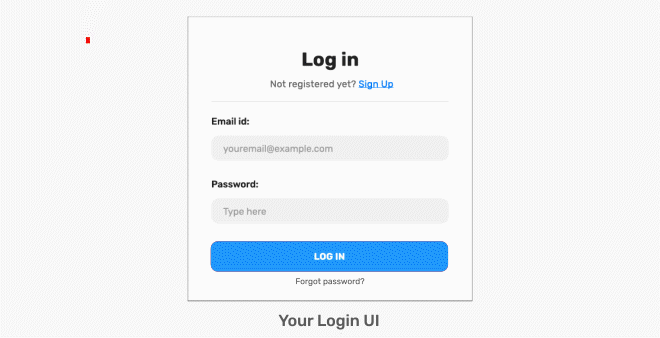 Log in
Not registered yet? Sign Up
Email id:
youremail@example.com
Password:
Type here
LOG IN
Forgot password?
Your Login UI